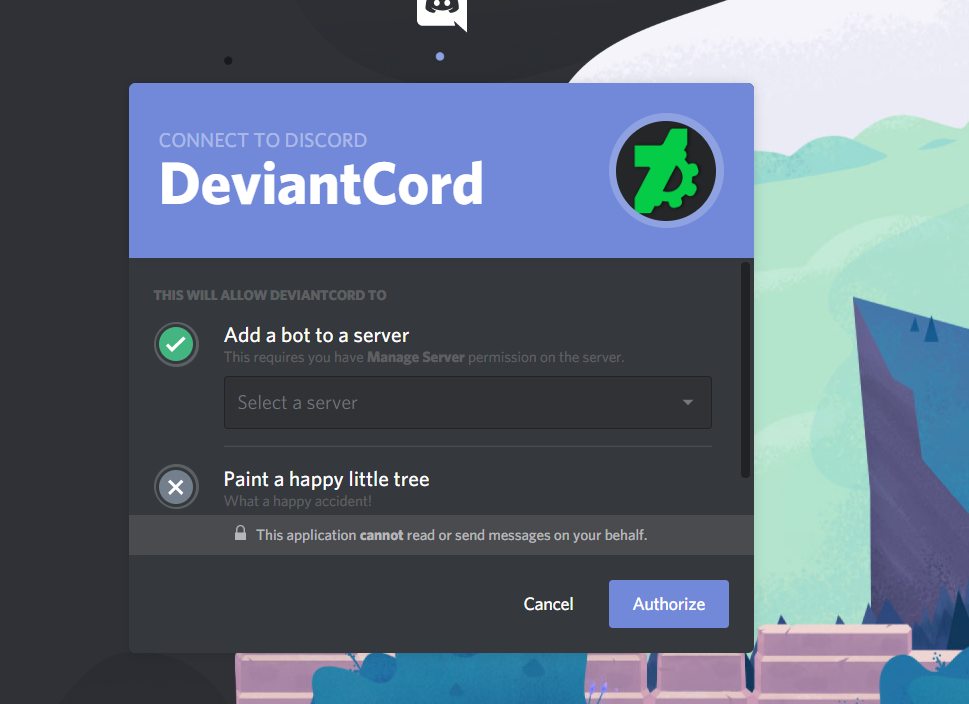 CONNECT TO DISCORD
DeviantCord
THIS WILL ALLOW DEVIANTCORD TO
Add a bot to a server
This requires you have Manage Server permission on the server.
Select a server
Paint a happy little tree
What a happy accident!
This application cannot read or send messages on your behalf.
Cancel
Authorize